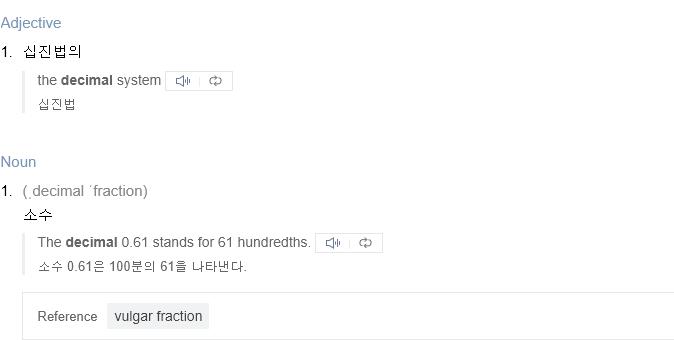 Adjective
1. 십진법의
the decimal system
십진법
Noun
1. (ˌdecimal ˈfraction)
소수
The decimal 0.61 stands for 61 hundredths.
소수 0.61은 100분의 61을 나타낸다.
Reference vulgar fraction